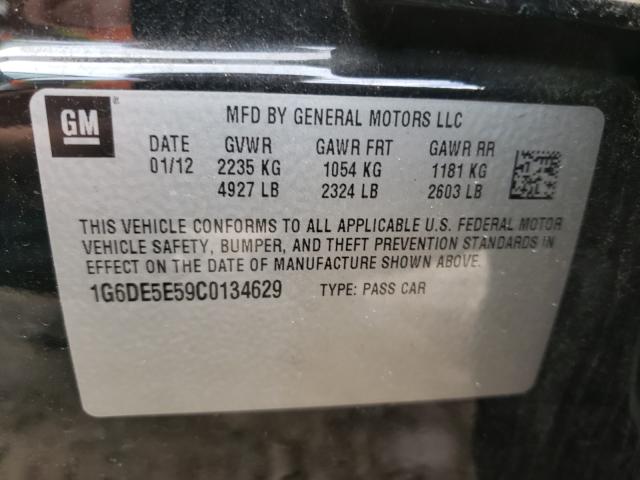 GM
MFD BY GENERAL MOTORS LLC
DATE GVWR GAWR FRT GAWR RR
01/12 2235 KG 1054 KG 1181 KG
4927 LB 2324 LB 2603 LB
THIS VEHICLE CONFORMS TO ALL APPLICABLE U.S. FEDERAL MOTOR
VEHICLE SAFETY, BUMPER, AND THEFT PREVENTION STANDARDS IN
EFFECT ON THE DATE OF MANUFACTURE SHOWN ABOVE.
1G6DE5E59C0134629 TYPE: PASS CAR